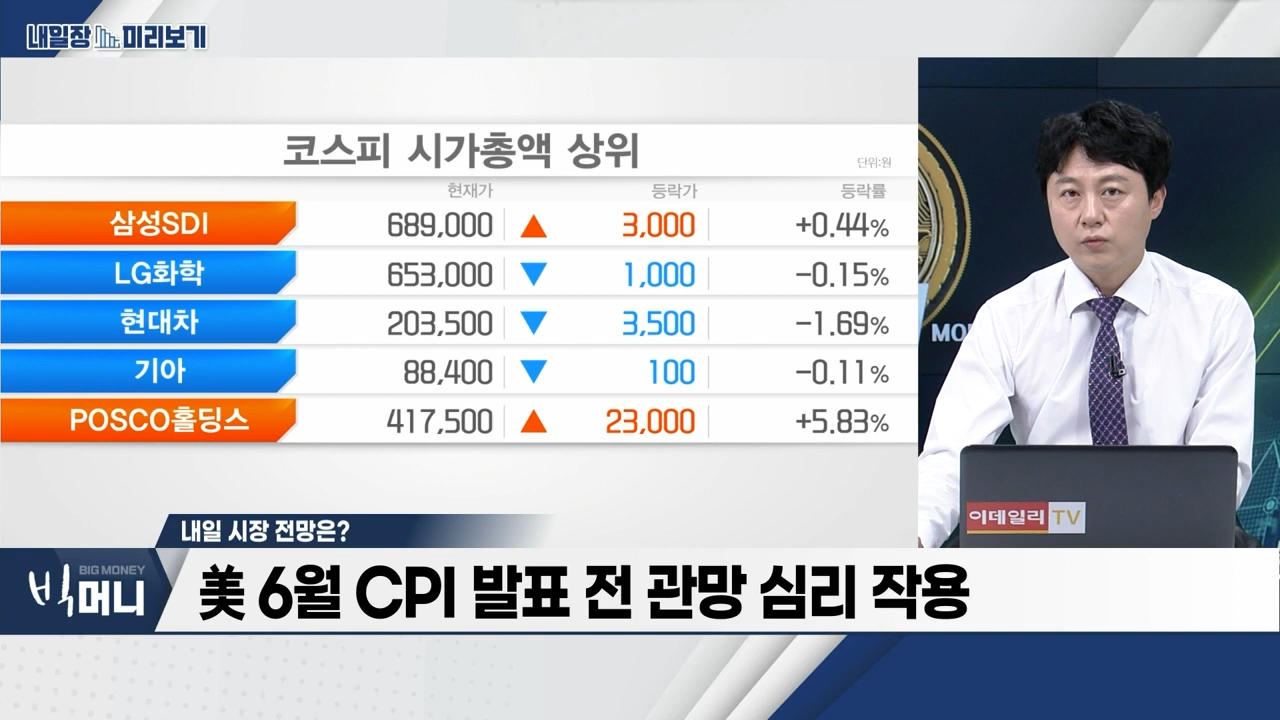 내일장 미리보기
코스피 시가총액 상위
단위:원
현재가 등락가 등락률
삼성SDI 689,000 ▲ 3,000 +0.44%
LG화학 653,000 ▼ 1,000 -0.15%
현대차 203,500 ▼ 3,500 -1.69%
기아 88,400 ▼ 100 -0.11%
POSCO홀딩스 417,500 ▲ 23,000 +5.83%
이데일리TV
내일 시장 전망은?
BIG MONEY
빅머니
美 6월 CPI 발표 전 관망 심리 작용